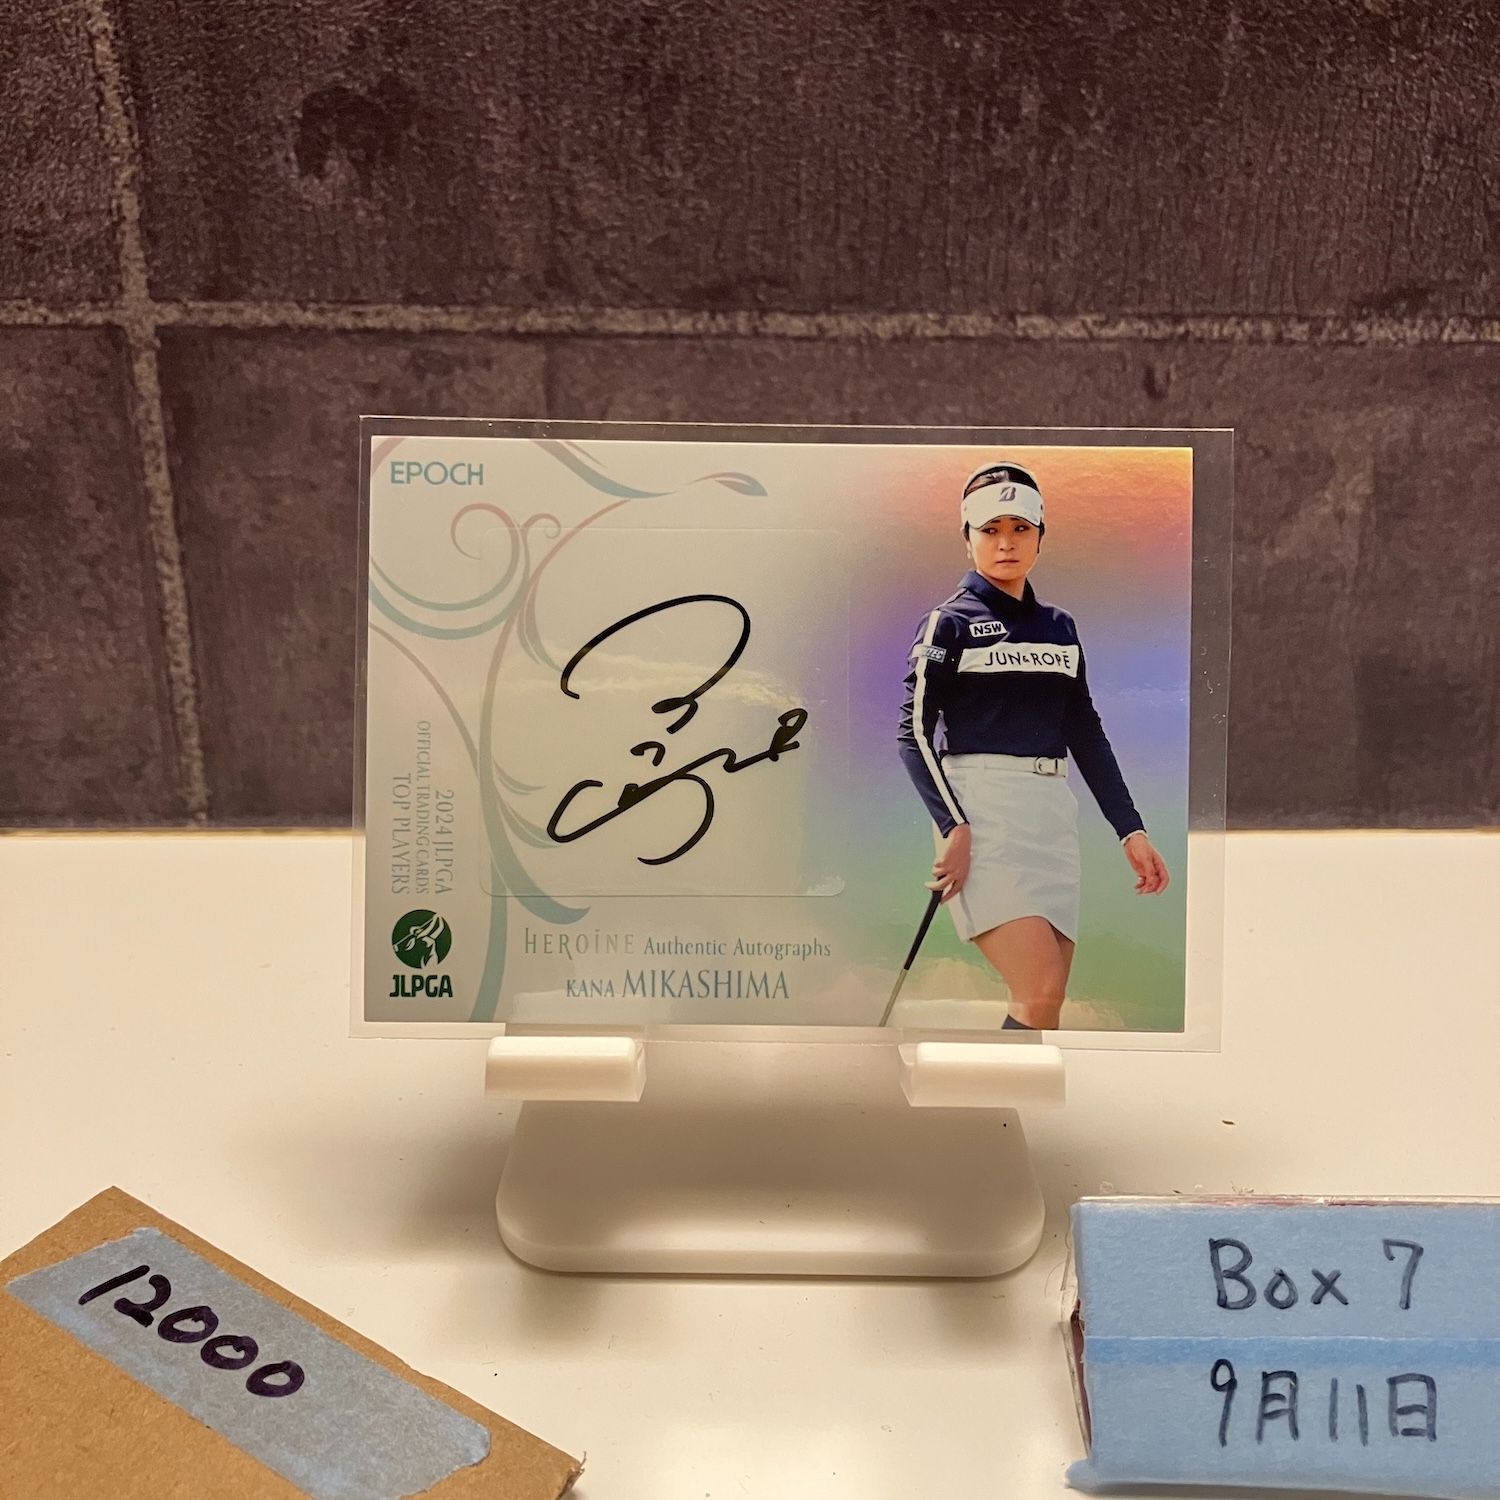 EPOCH
2024 JLPGA
OFFICIAL TRADING CARDS
TOP PLAYERS
JLPGA
HEROINE Authentic Autographs
KANA MIKASHIMA
B
NSW
JUN&ROPÉ
12000
Box 7
9月11日